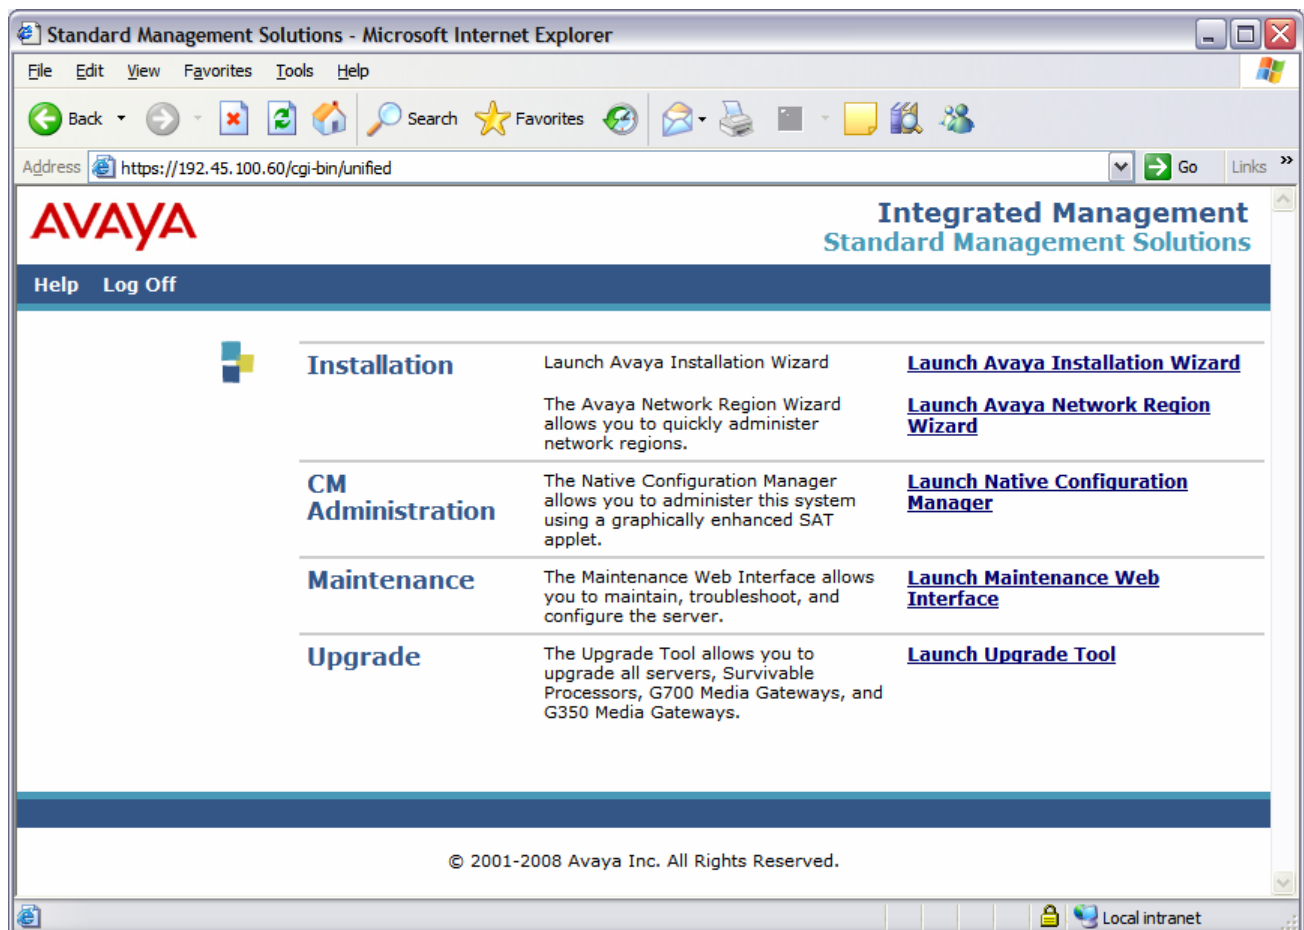 Standard Management Solutions - Microsoft Internet Explorer
File Edit View Favorites Tools Help
Back Search Favorites
Address https://192.45.100.60/cgi-bin/unified Go Links »
AVAYA
Integrated Management
Standard Management Solutions
Help Log Off
Installation
Launch Avaya Installation Wizard
Launch Avaya Installation Wizard
The Avaya Network Region Wizard
allows you to quickly administer
network regions.
Launch Avaya Network Region
Wizard
CM
Administration
The Native Configuration Manager
allows you to administer this system
using a graphically enhanced SAT
applet.
Launch Native Configuration
Manager
Maintenance
The Maintenance Web Interface allows
you to maintain, troubleshoot, and
configure the server.
Launch Maintenance Web
Interface
Upgrade
The Upgrade Tool allows you to
upgrade all servers, Survivable
Processors, G700 Media Gateways, and
G350 Media Gateways.
Launch Upgrade Tool
© 2001-2008 Avaya Inc. All Rights Reserved.
Local intranet